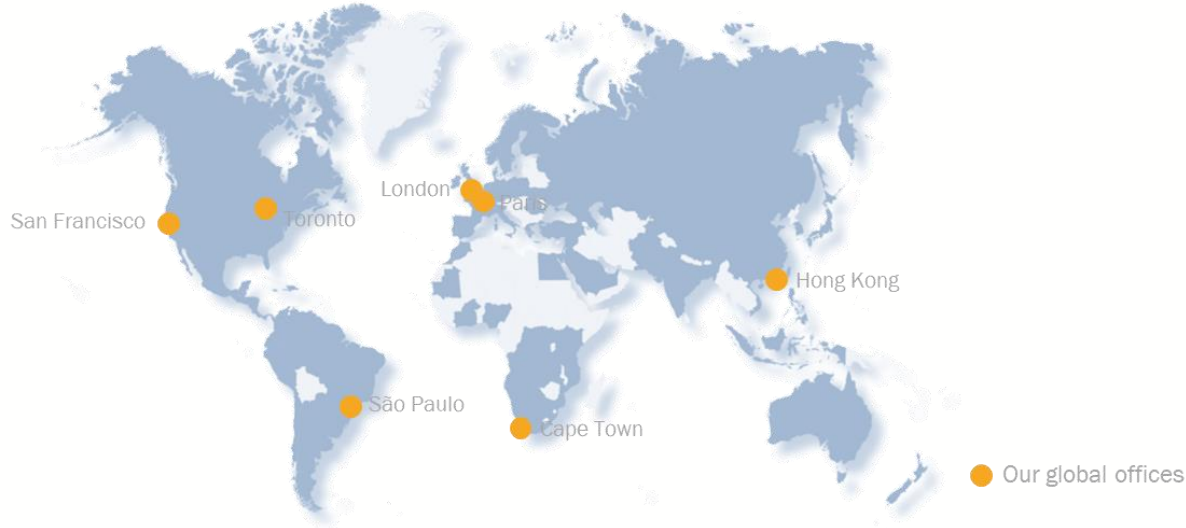 London
Paris
San Francisco
Toronto
Hong Kong
São Paulo
Cape Town
Our global offices